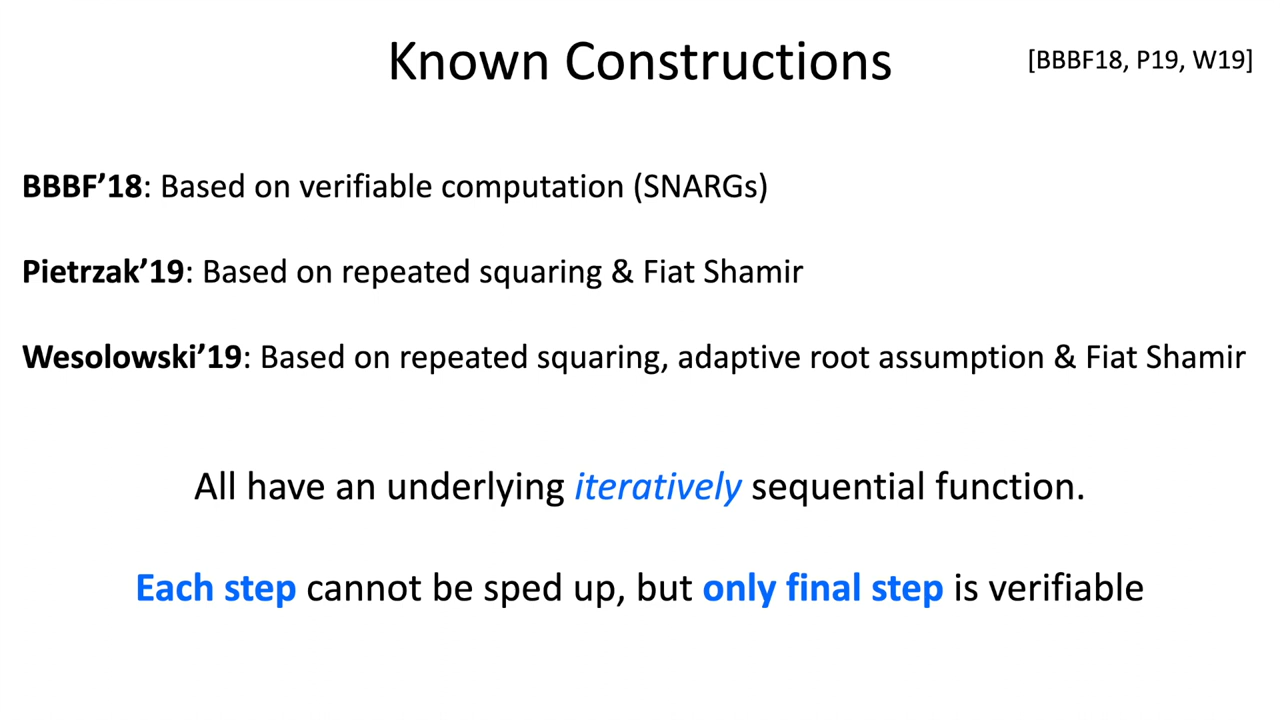 Known Constructions
[BBBF18, P19, W19]
BBBF’18: Based on verifiable computation (SNARGs)
Pietrzak’19: Based on repeated squaring & Fiat Shamir
Wesolowski’19: Based on repeated squaring, adaptive root assumption & Fiat Shamir
All have an underlying iteratively sequential function.
Each step cannot be sped up, but only final step is verifiable